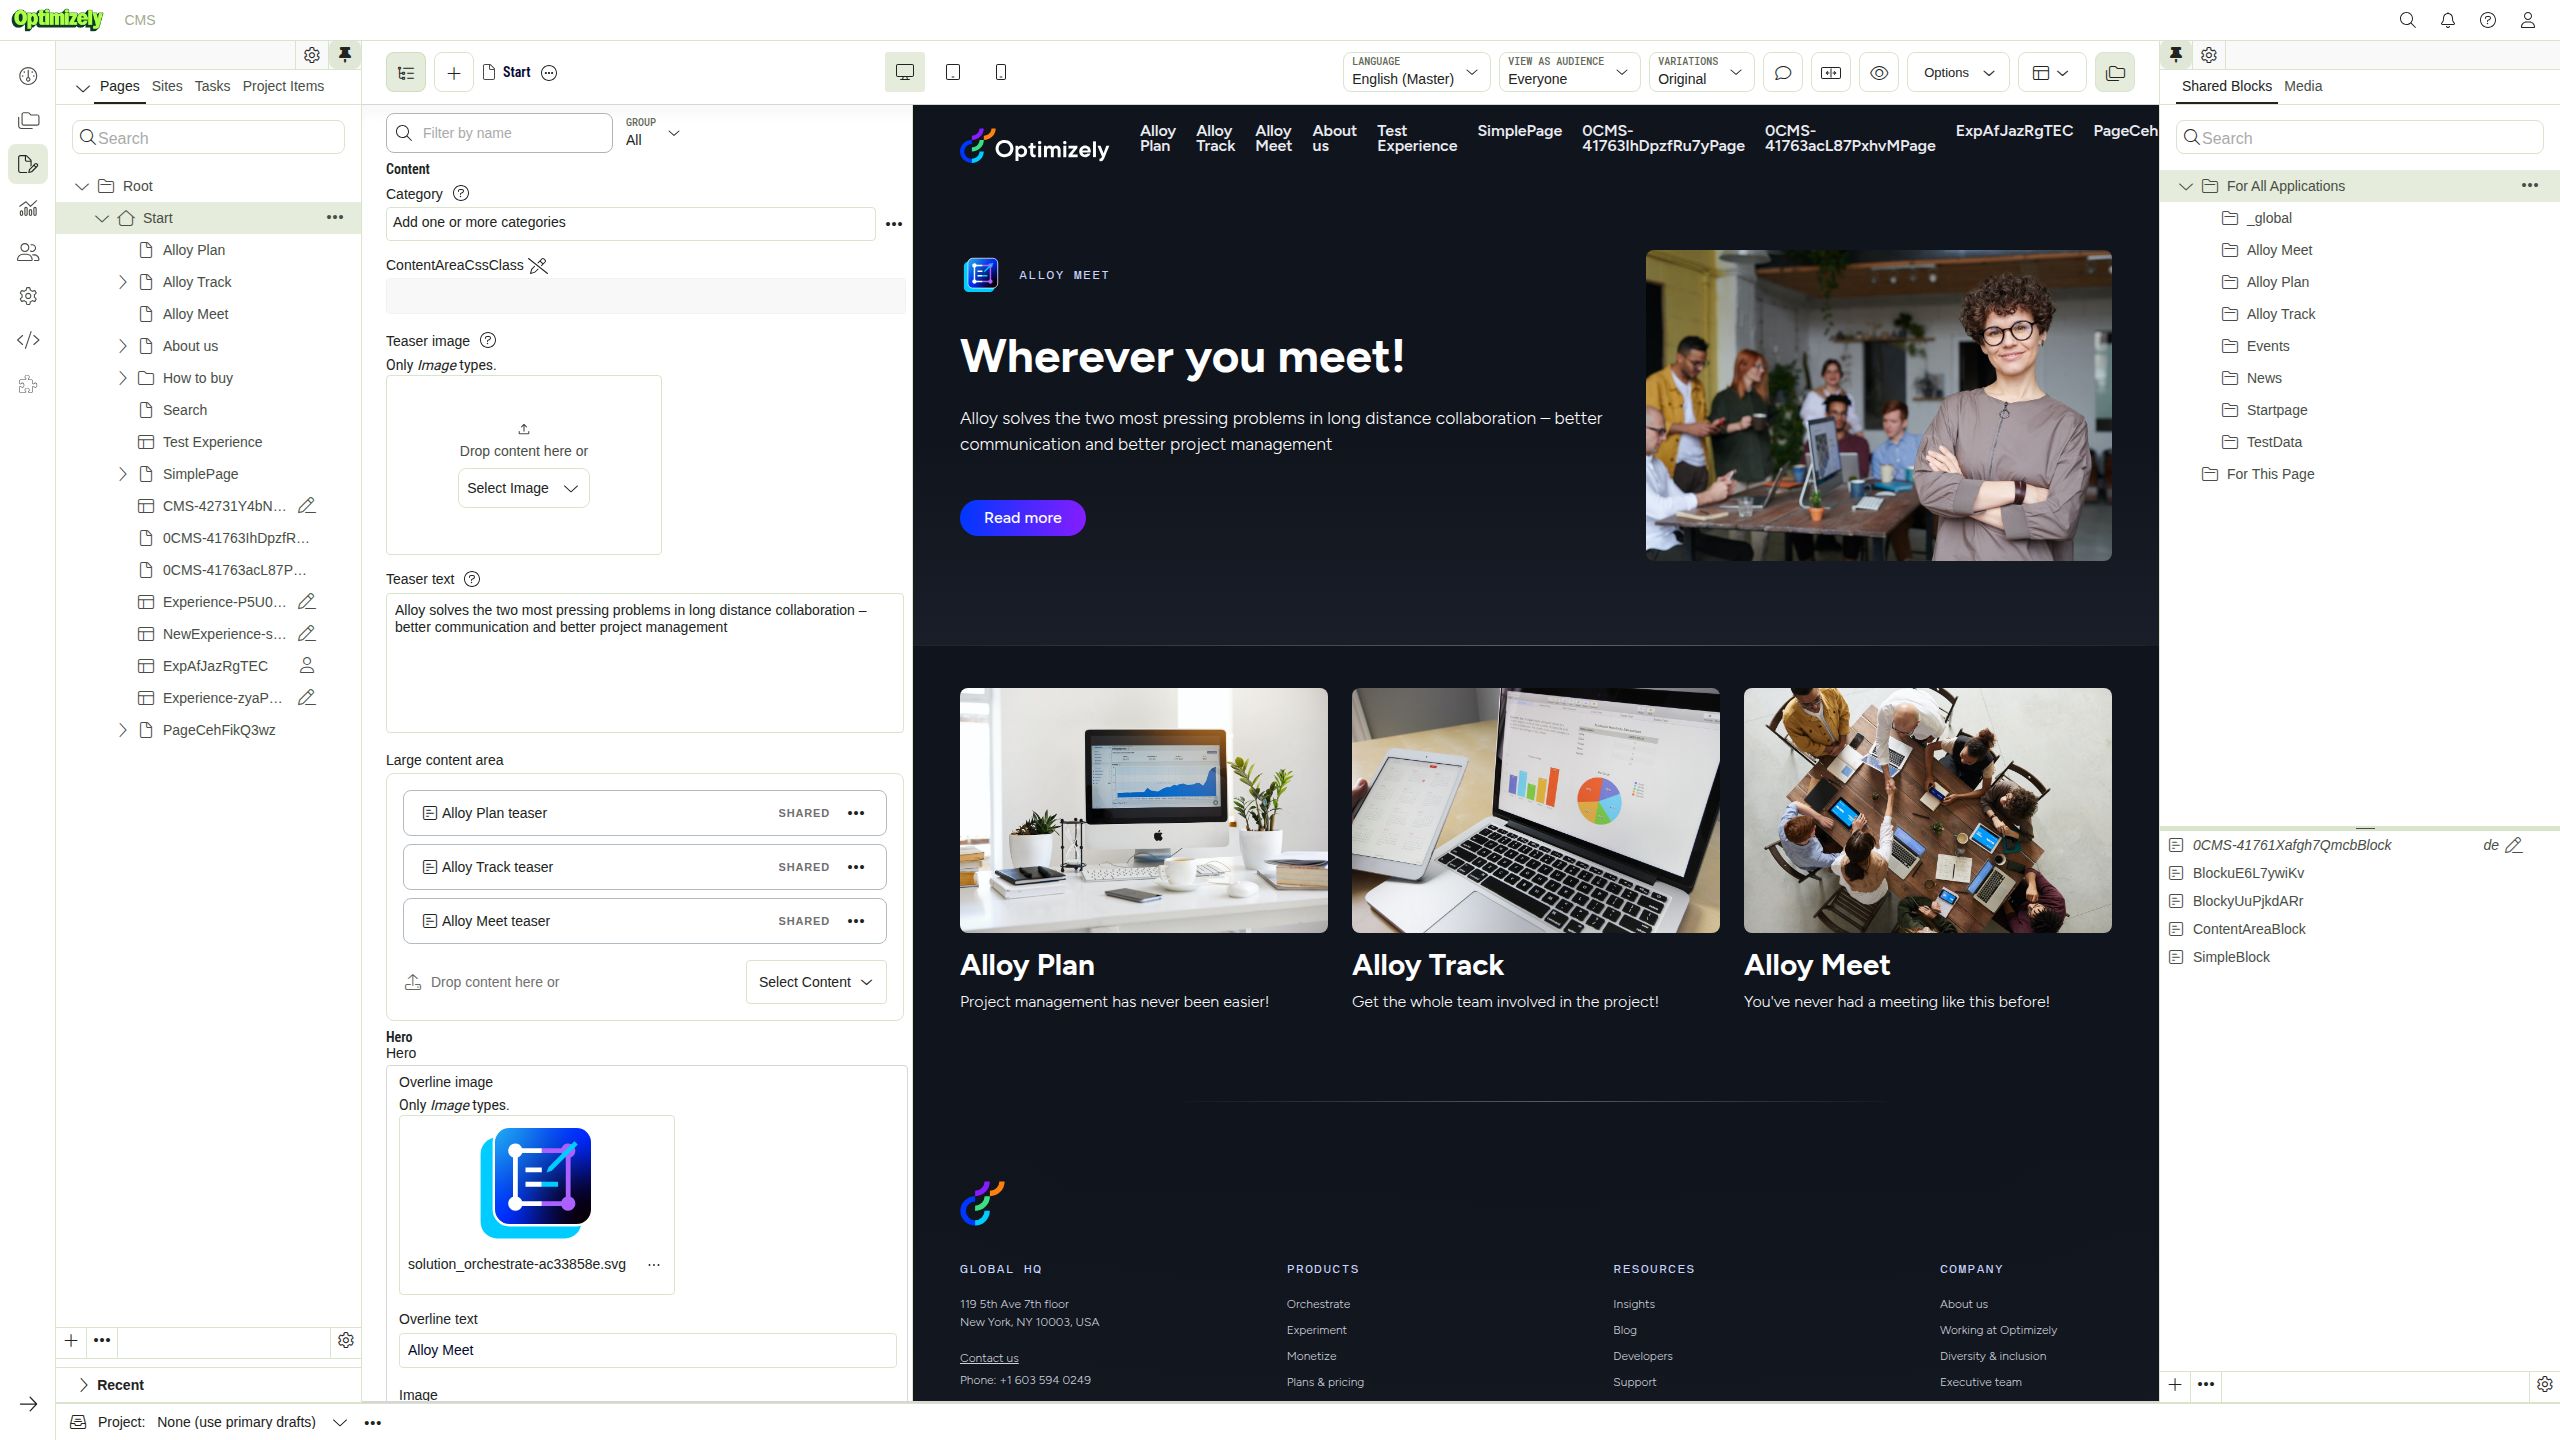 Optimizely CMS
Pages Sites Tasks Project Items
Search
Root
Start
Alloy Plan
Alloy Track
Alloy Meet
About us
How to buy
Search
Test Experience
SimplePage
CMS-42731Y4bN...
0CMS-41763IhDpzfR...
0CMS-41763acL87P...
Experience-P5U0...
NewExperience-s...
ExpAfJazRgTEC
Experience-zyaP...
PageCehFikQ3wz
Recent
Project: None (use primary drafts)
Start
LANGUAGE
English (Master)
VIEW AS AUDIENCE
Everyone
VARIATIONS
Original
Options
Filter by name
GROUP
All
Content
Category
Add one or more categories
ContentAreaCssClass
Teaser image
Only Image types.
Drop content here or
Select Image
Teaser text
Alloy solves the two most pressing problems in long distance collaboration –
better communication and better project management
Large content area
Alloy Plan teaser SHARED
Alloy Track teaser SHARED
Alloy Meet teaser SHARED
Drop content here or Select Content
Hero
Hero
Overline image
Only Image types.
solution_orchestrate-ac33858e.svg
Overline text
Alloy Meet
Image
Optimizely
Alloy Plan
Alloy Track
Alloy Meet
About us
Test Experience
SimplePage
0CMS-41763IhDpzfRu7yPage
0CMS-41763acL87PxhvMPage
ExpAfJazRgTEC
PageCeh
ALLOY MEET
Wherever you meet!
Alloy solves the two most pressing problems in long distance collaboration – better
communication and better project management
Read more
Alloy Plan
Project management has never been easier!
Alloy Track
Get the whole team involved in the project!
Alloy Meet
You've never had a meeting like this before!
GLOBAL HQ
119 5th Ave 7th floor
New York, NY 10003, USA
Contact us
Phone: +1 603 594 0249
PRODUCTS
Orchestrate
Experiment
Monetize
Plans & pricing
RESOURCES
Insights
Blog
Developers
Support
COMPANY
About us
Working at Optimizely
Diversity & inclusion
Executive team
Shared Blocks Media
Search
For All Applications
_global
Alloy Meet
Alloy Plan
Alloy Track
Events
News
Startpage
TestData
For This Page
0CMS-41761Xafgh7QmcbBlock de
BlockuE6L7ywiKv
BlockyUuPjkdARr
ContentAreaBlock
SimpleBlock